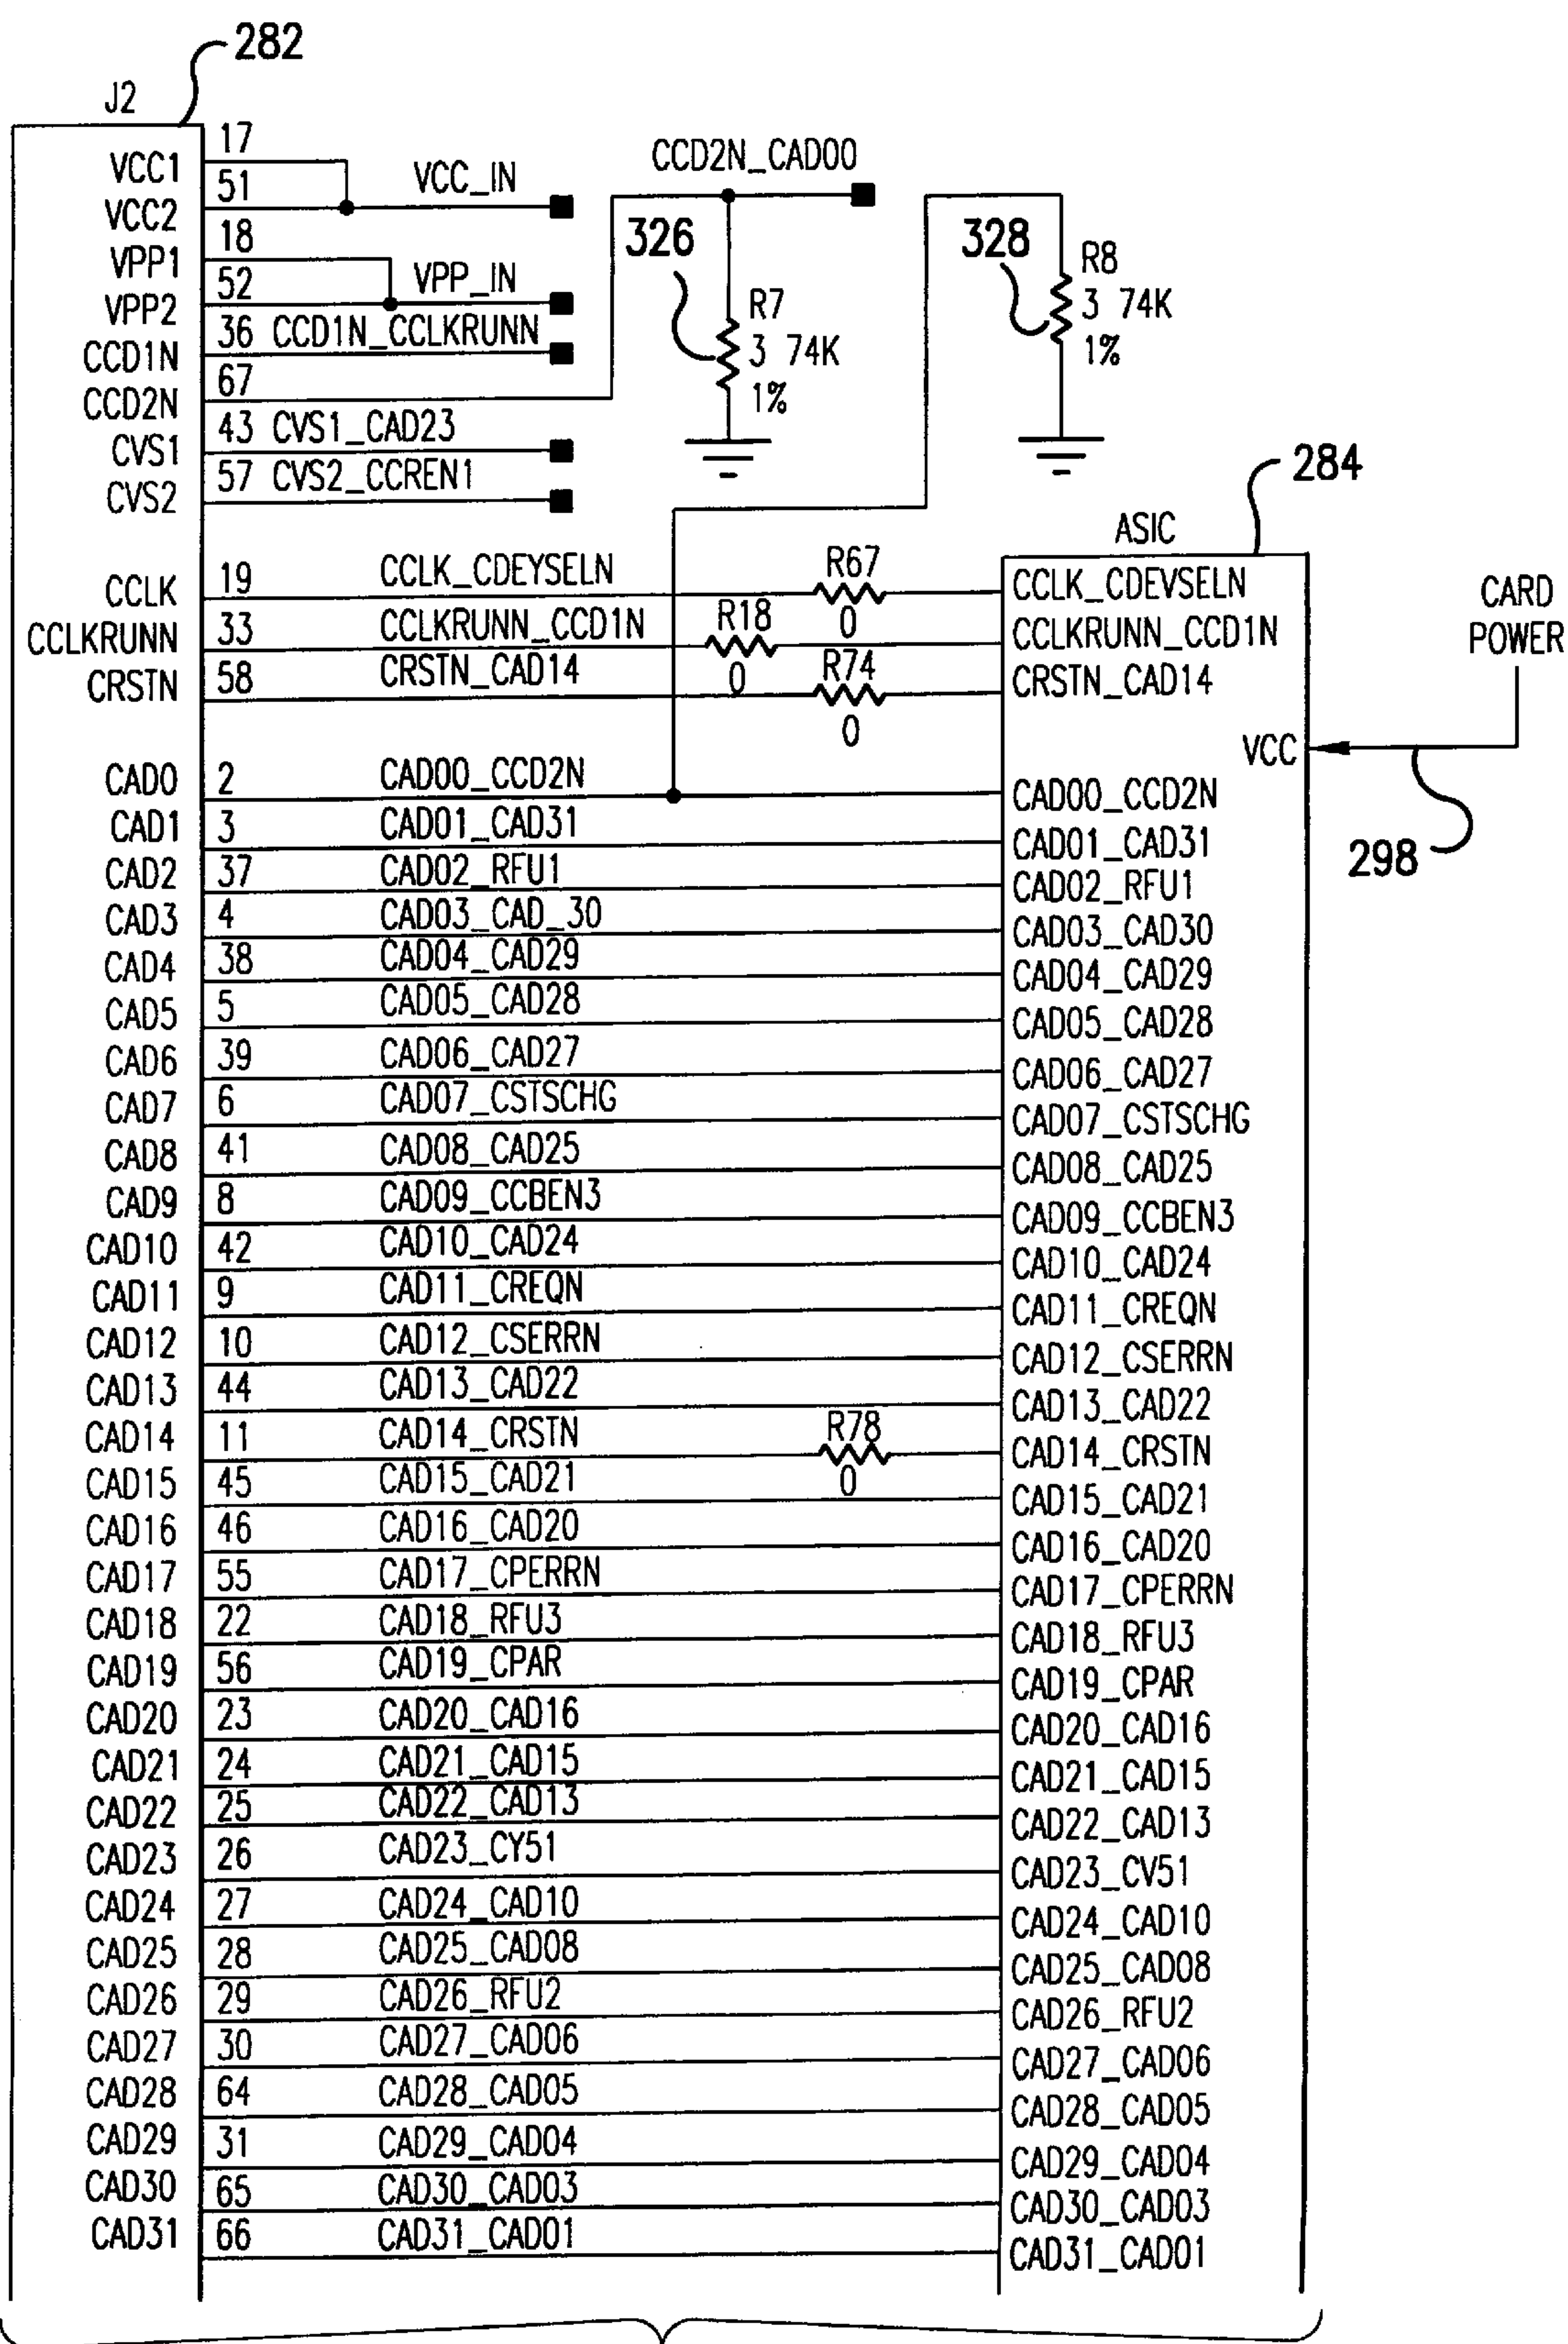 282
J2
VCC1 17
VCC2 51 VCC_IN
VPP1 18
VPP2 52 VPP_IN
CCD1N 36 CCD1N_CCLKRUNN
CCD2N 67
CVS1 43 CVS1_CAD23
CVS2 57 CVS2_CCREN1
CCD2N_CAD00
326
R7
3 74K
1%
328
R8
3 74K
1%
284
ASIC
CARD
POWER
VCC
298
CCLK 19 CCLK_CDEYSELN R67 0 CCLK_CDEVSELN
CCLKRUNN 33 CCLKRUNN_CCD1N R18 0 CCLKRUNN_CCD1N
CRSTN 58 CRSTN_CAD14 R74 0 CRSTN_CAD14
CAD0 2 CAD00_CCD2N CAD00_CCD2N
CAD1 3 CAD01_CAD31 CAD01_CAD31
CAD2 37 CAD02_RFU1 CAD02_RFU1
CAD3 4 CAD03_CAD_30 CAD03_CAD30
CAD4 38 CAD04_CAD29 CAD04_CAD29
CAD5 5 CAD05_CAD28 CAD05_CAD28
CAD6 39 CAD06_CAD27 CAD06_CAD27
CAD7 6 CAD07_CSTSCHG CAD07_CSTSCHG
CAD8 41 CAD08_CAD25 CAD08_CAD25
CAD9 8 CAD09_CCBEN3 CAD09_CCBEN3
CAD10 42 CAD10_CAD24 CAD10_CAD24
CAD11 9 CAD11_CREQN CAD11_CREQN
CAD12 10 CAD12_CSERRN CAD12_CSERRN
CAD13 44 CAD13_CAD22 CAD13_CAD22
CAD14 11 CAD14_CRSTN R78 0 CAD14_CRSTN
CAD15 45 CAD15_CAD21 CAD15_CAD21
CAD16 46 CAD16_CAD20 CAD16_CAD20
CAD17 55 CAD17_CPERRN CAD17_CPERRN
CAD18 22 CAD18_RFU3 CAD18_RFU3
CAD19 56 CAD19_CPAR CAD19_CPAR
CAD20 23 CAD20_CAD16 CAD20_CAD16
CAD21 24 CAD21_CAD15 CAD21_CAD15
CAD22 25 CAD22_CAD13 CAD22_CAD13
CAD23 26 CAD23_CY51 CAD23_CV51
CAD24 27 CAD24_CAD10 CAD24_CAD10
CAD25 28 CAD25_CAD08 CAD25_CAD08
CAD26 29 CAD26_RFU2 CAD26_RFU2
CAD27 30 CAD27_CAD06 CAD27_CAD06
CAD28 64 CAD28_CAD05 CAD28_CAD05
CAD29 31 CAD29_CAD04 CAD29_CAD04
CAD30 65 CAD30_CAD03 CAD30_CAD03
CAD31 66 CAD31_CAD01 CAD31_CAD01